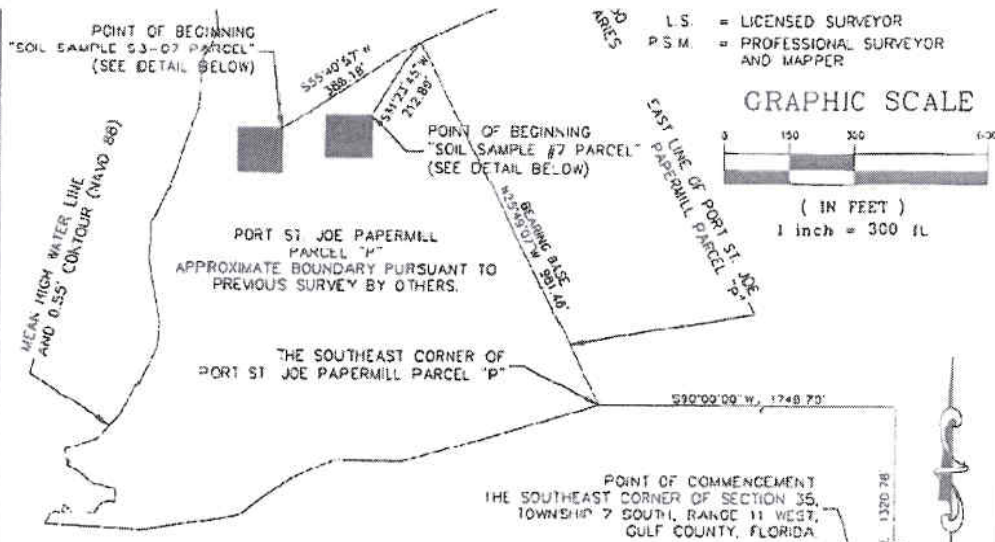 L.S. = LICENSED SURVEYOR
P.S.M. = PROFESSIONAL SURVEYOR
AND MAPPER
GRAPHIC SCALE
0 150 300 600
( IN FEET )
1 inch = 300 ft.
POINT OF BEGINNING
"SOIL SAMPLE S3-07 PARCEL"
(SEE DETAIL BELOW)
S55°40'57"W
388.18'
S31°23'45"W
212.89'
POINT OF BEGINNING
"SOIL SAMPLE #7 PARCEL"
(SEE DETAIL BELOW)
EAST LINE OF PORT ST. JOE
PAPERMILL PARCEL "P"
MEAN HIGH WATER LINE
AND 0.55' CONTOUR (NAVD 88)
PORT ST. JOE PAPERMILL
PARCEL "P"
APPROXIMATE BOUNDARY PURSUANT TO
PREVIOUS SURVEY BY OTHERS.
BEARING BASE
N25°49'07"W 981.46'
THE SOUTHEAST CORNER OF
PORT ST. JOE PAPERMILL PARCEL "P"
S90°00'00"W, 1748.70'
POINT OF COMMENCEMENT
THE SOUTHEAST CORNER OF SECTION 35,
TOWNSHIP 7 SOUTH, RANGE 11 WEST,
GULF COUNTY, FLORIDA.
1320.78'